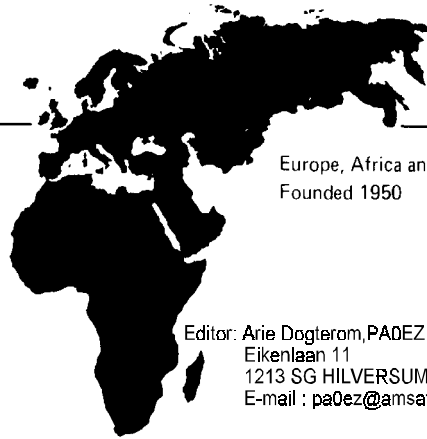 Europe, Africa an
Founded 1950
Editor: Arie Dogterom,PA0EZ
Eikenlaan 11
1213 SG HILVERSUM
E-mail : pa0ez@amsa